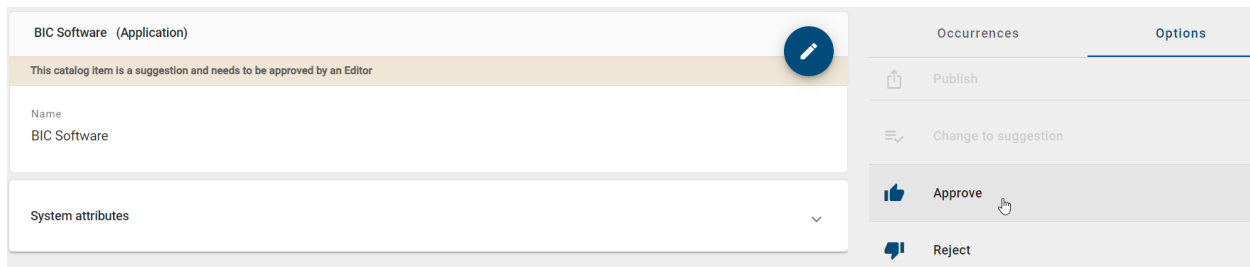 BIC Software (Application)
This catalog item is a suggestion and needs to be approved by an Editor
Name
BIC Software
System attributes
Occurrences
Options
Publish
Change to suggestion
Approve
Reject